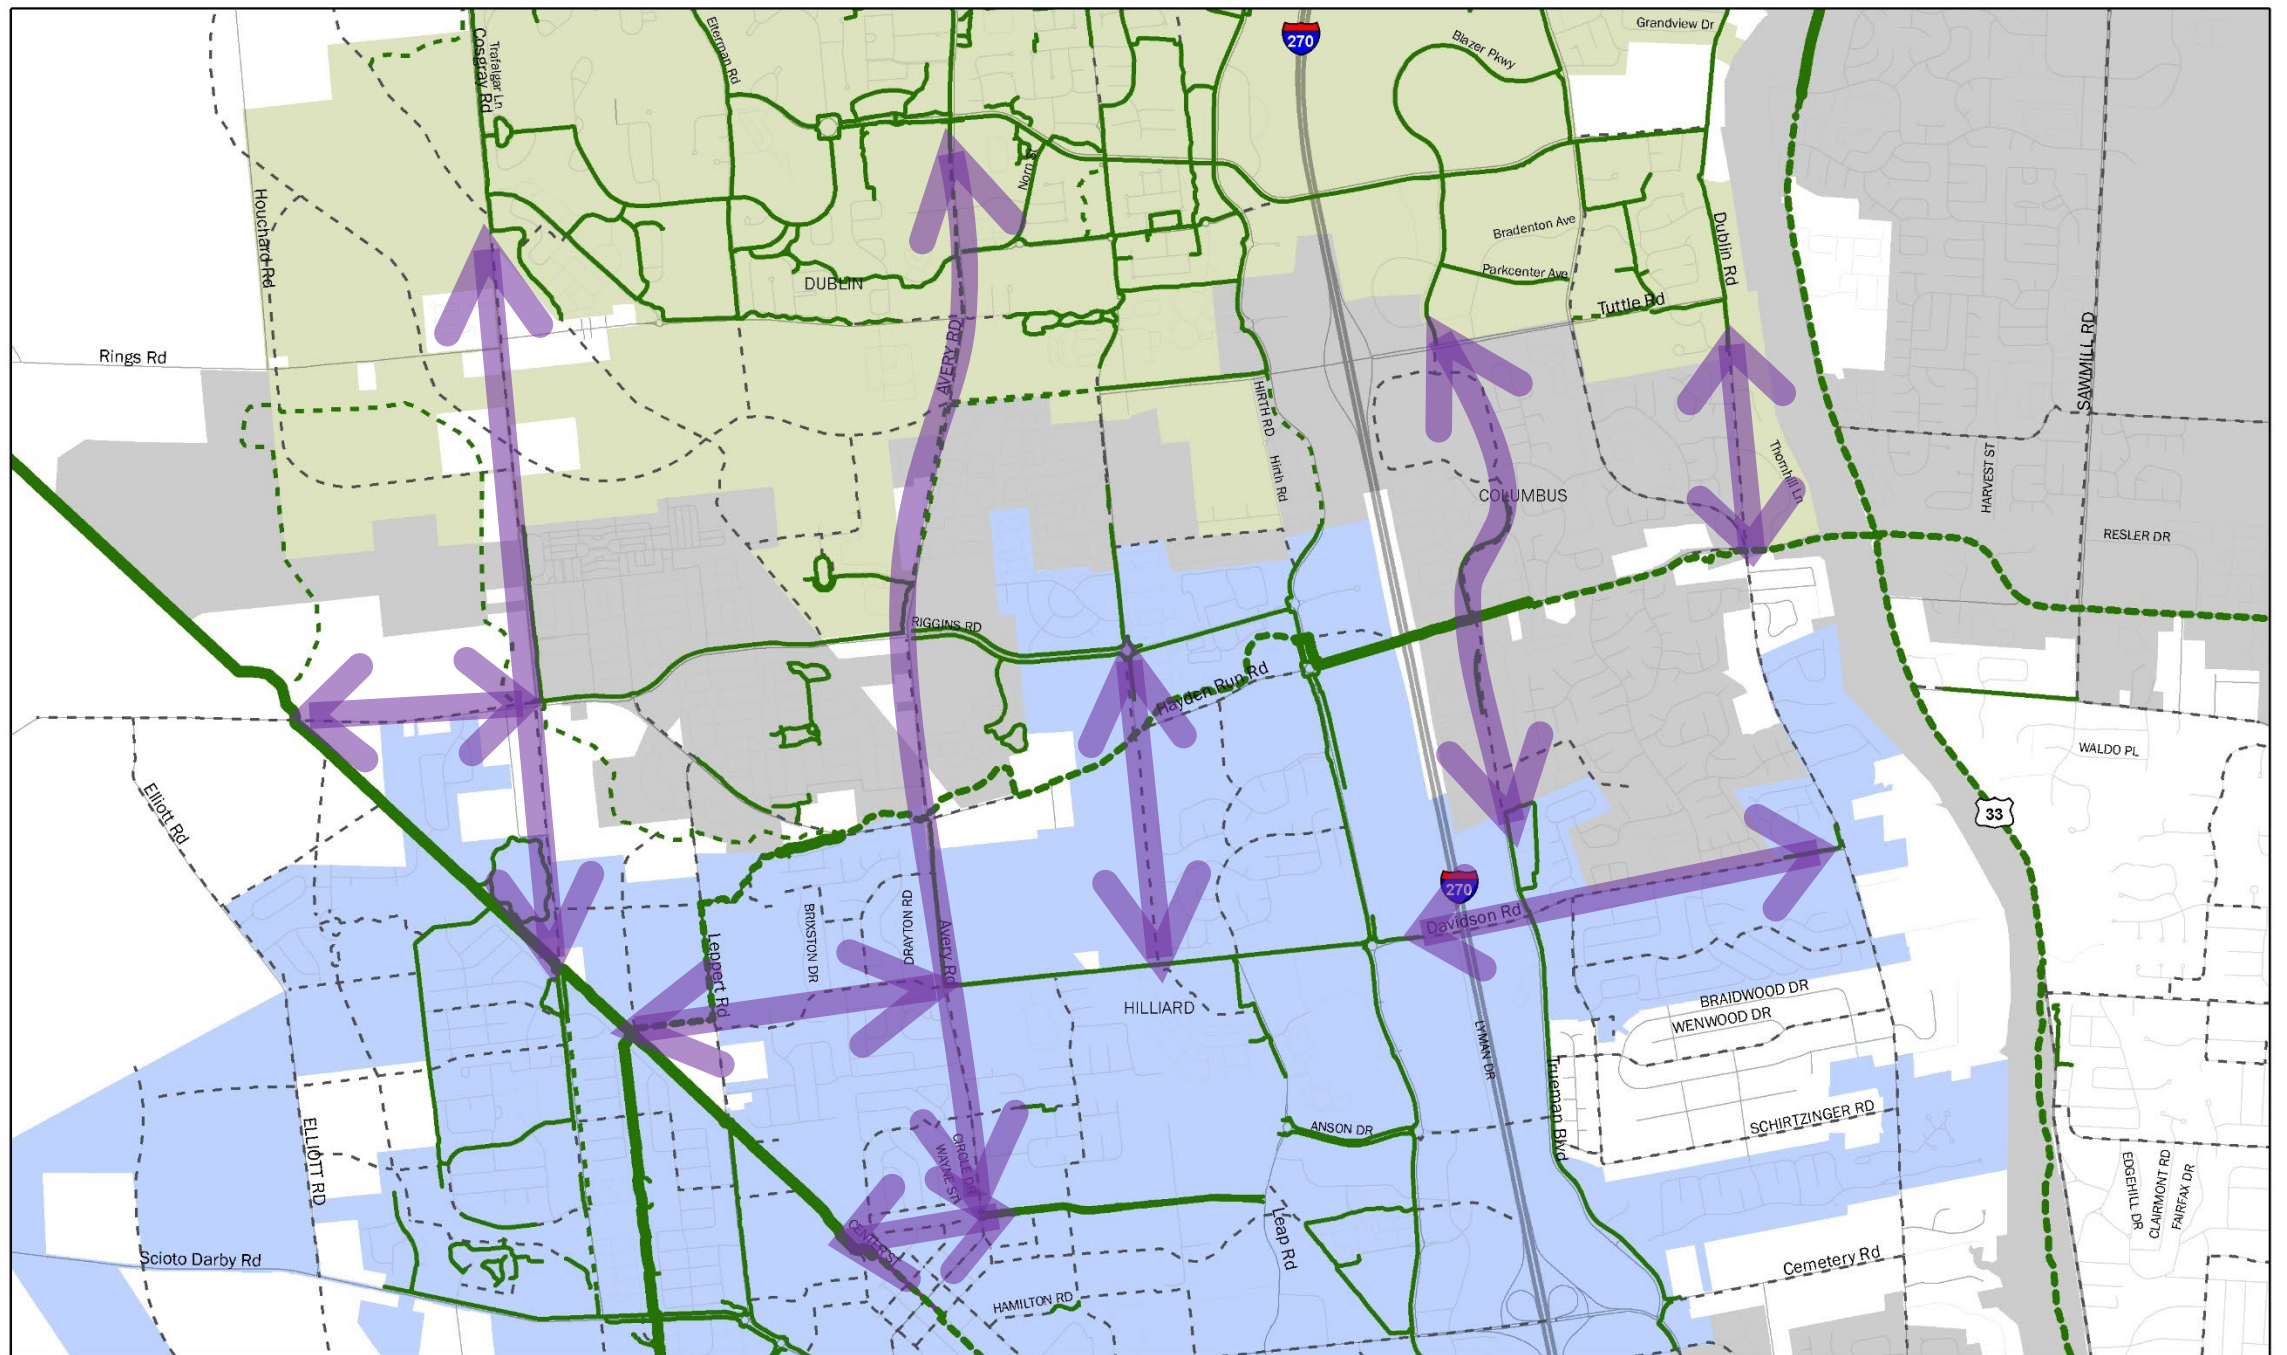 Grandview Dr
270
Eiterman Rd
Cosgray Rd
Trafalgar Ln
Blazer Pkwy
Norn St
Houchard Rd
Bradenton Ave
Dublin Rd
Parkcenter Ave
DUBLIN
Tuttle Rd
Rings Rd
AVERY RD
SAWMILL RD
HIRTH RD
Hirth Rd
Thornhill Ln
COLUMBUS
HARVEST ST
RESLER DR
RIGGINS RD
Hayden Run Rd
WALDO PL
Elliott Rd
33
270
BRIXSTON DR
DRAYTON RD
Avery Rd
Leppert Rd
Davidson Rd
HILLIARD
BRAIDWOOD DR
WENWOOD DR
LYMAN DR
Trueman Blvd
SCHIRTZINGER RD
ANSON DR
ELLIOTT RD
CIRCLE DR
WAYNE ST
EDGEHILL DR
CLAIRMONT RD
FAIRFAX DR
CENTER ST
Leap Rd
Scioto Darby Rd
Cemetery Rd
HAMILTON RD